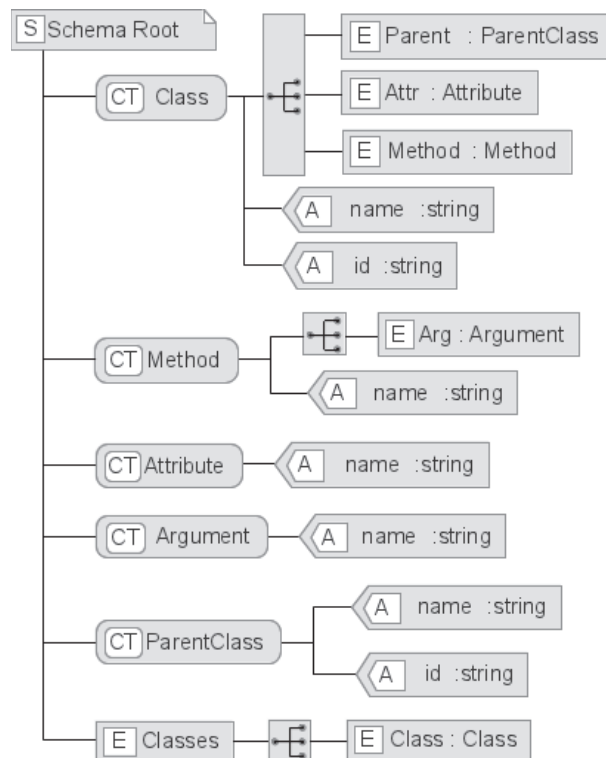 S Schema Root
E Parent : ParentClass
CT Class
E Attr : Attribute
E Method : Method
A name :string
A id :string
E Arg : Argument
CT Method
A name :string
CT Attribute
A name :string
CT Argument
A name :string
A name :string
CT ParentClass
A id :string
E Classes
E Class : Class